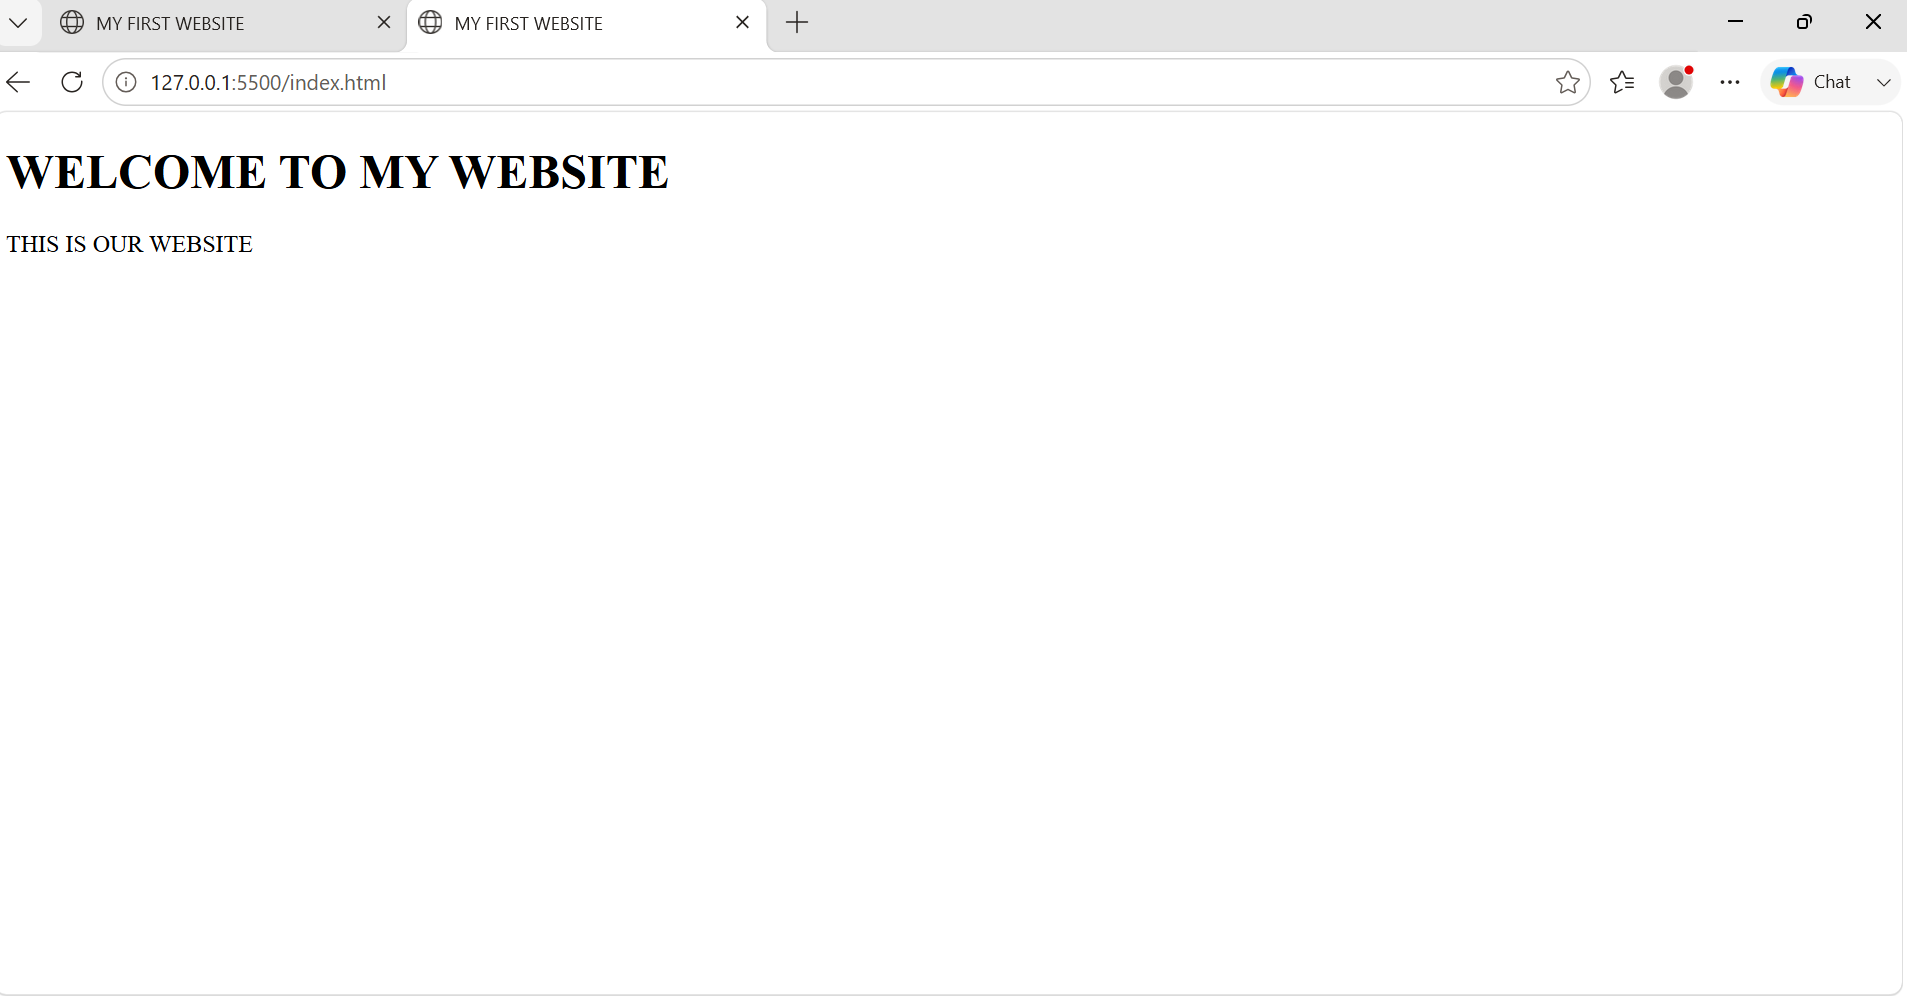 MY FIRST WEBSITE
MY FIRST WEBSITE
127.0.0.1:5500/index.html
Chat
WELCOME TO MY WEBSITE
THIS IS OUR WEBSITE